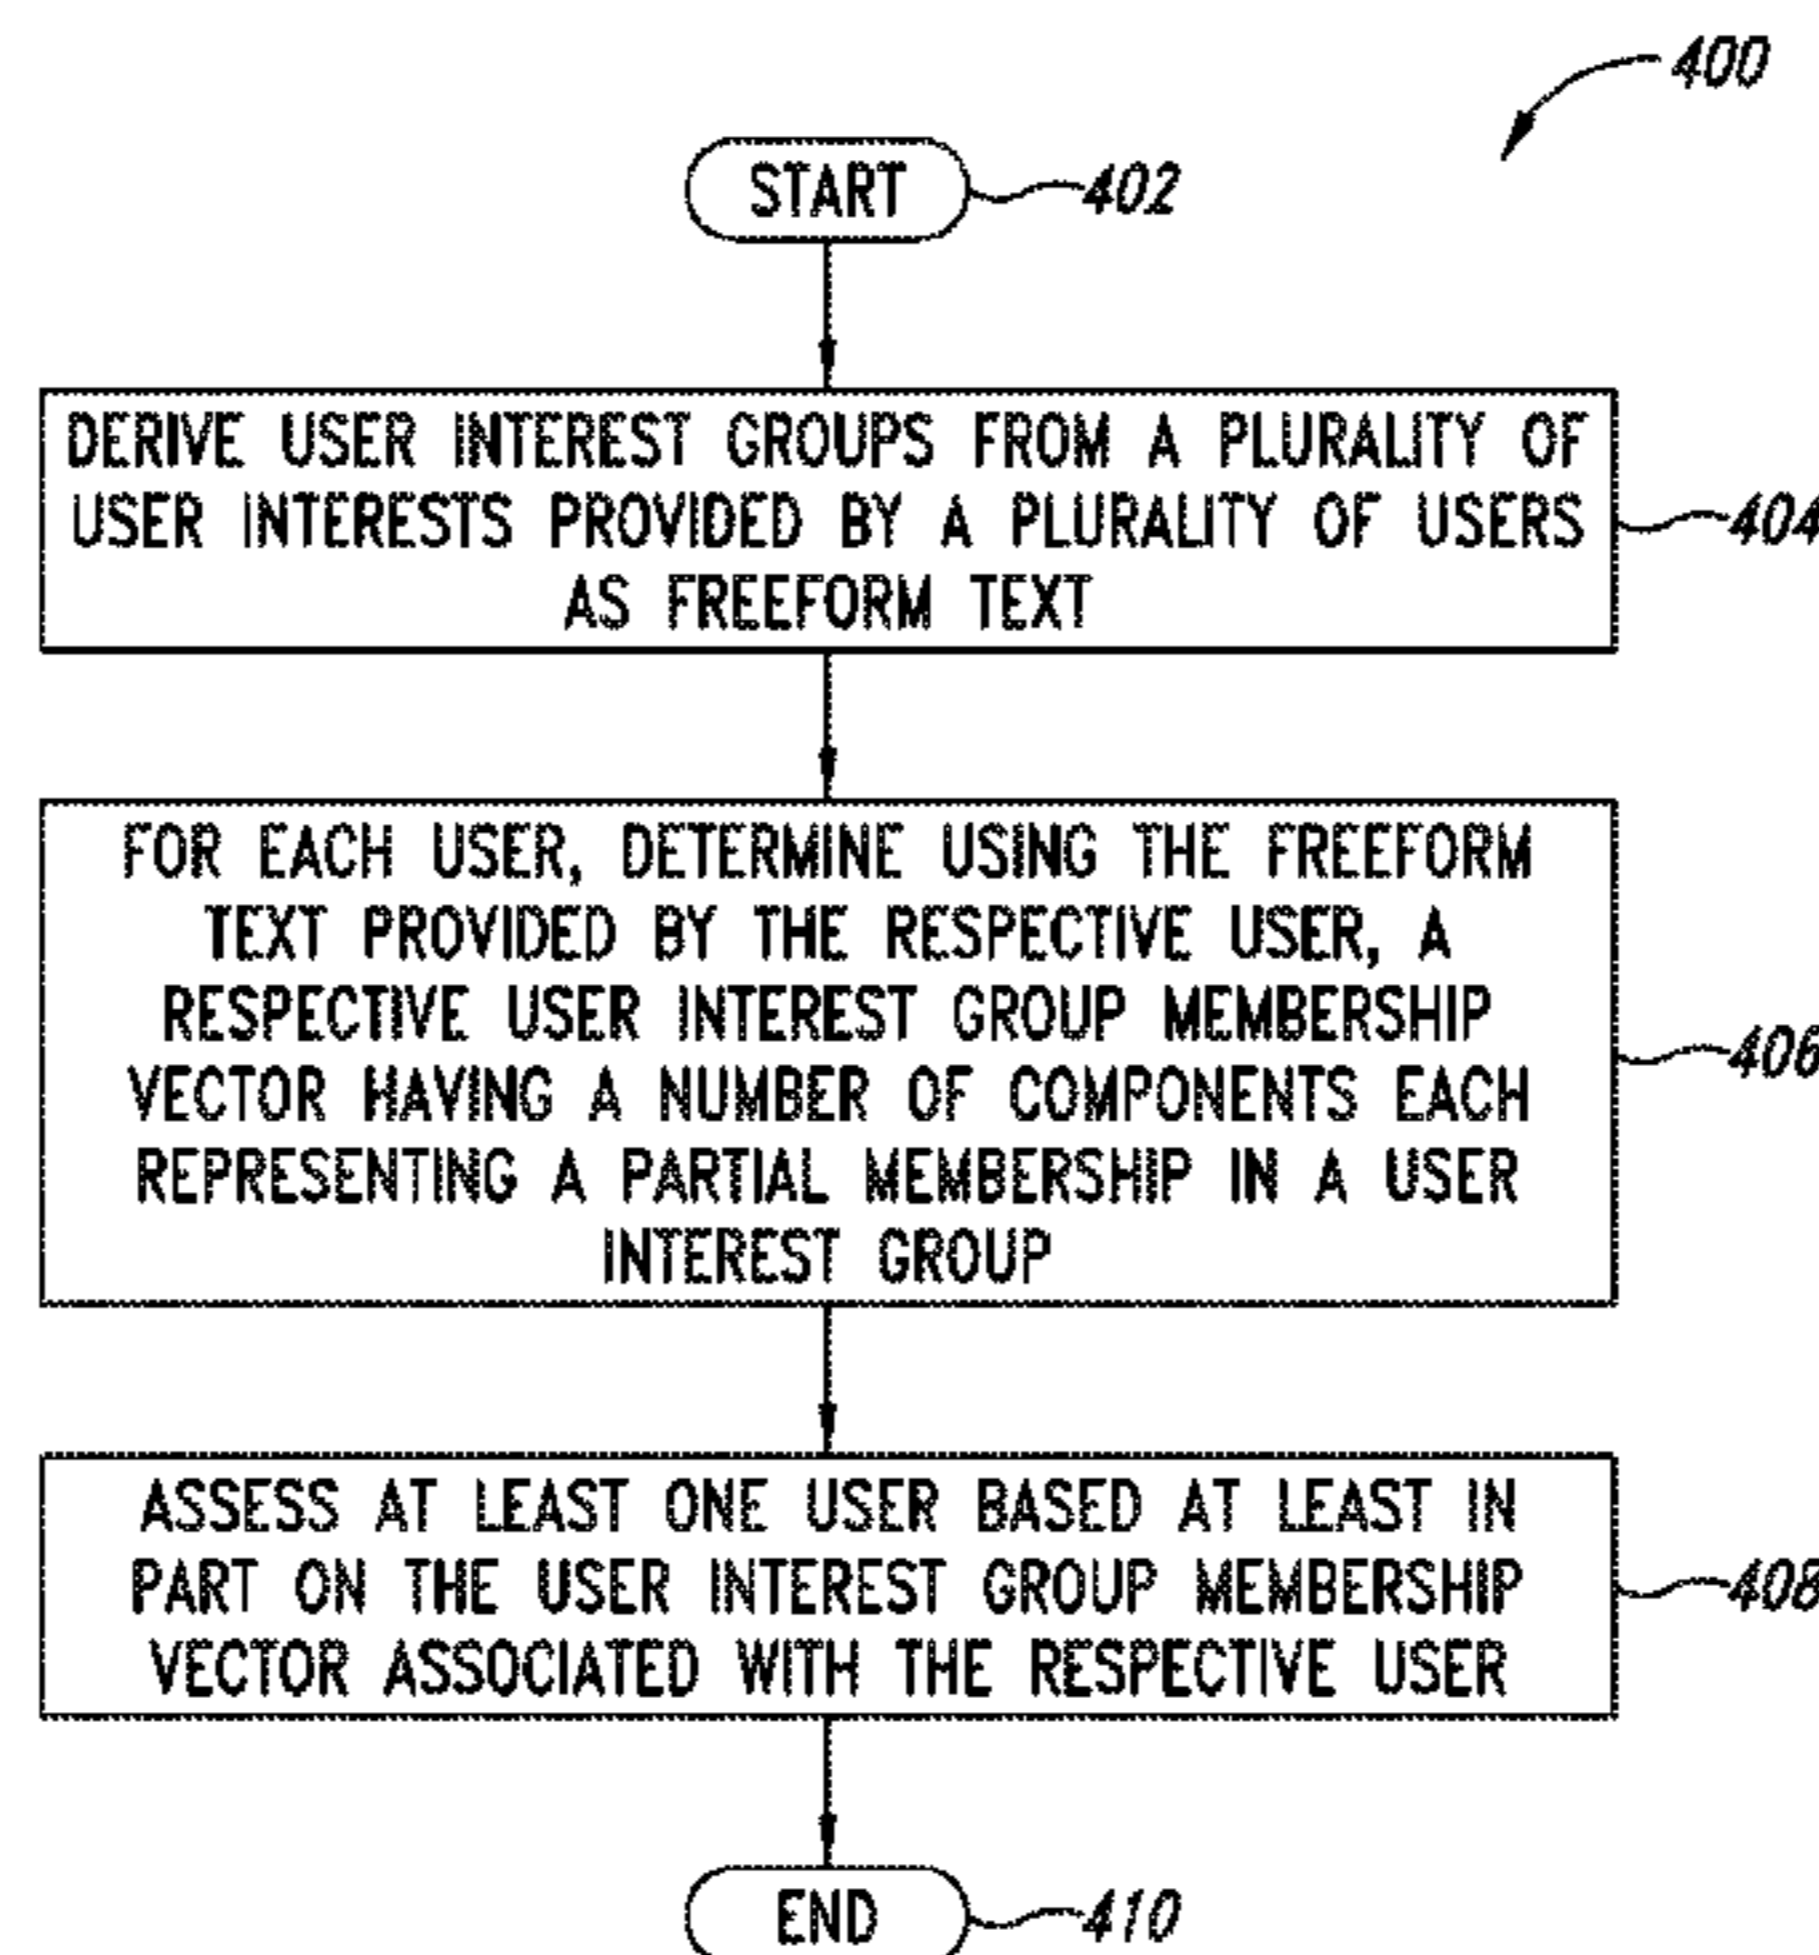 400
START
402
DERIVE USER INTEREST GROUPS FROM A PLURALITY OF
USER INTERESTS PROVIDED BY A PLURALITY OF USERS
AS FREEFORM TEXT
404
FOR EACH USER, DETERMINE USING THE FREEFORM
TEXT PROVIDED BY THE RESPECTIVE USER, A
RESPECTIVE USER INTEREST GROUP MEMBERSHIP
VECTOR HAVING A NUMBER OF COMPONENTS EACH
REPRESENTING A PARTIAL MEMBERSHIP IN A USER
INTEREST GROUP
406
ASSESS AT LEAST ONE USER BASED AT LEAST IN
PART ON THE USER INTEREST GROUP MEMBERSHIP
VECTOR ASSOCIATED WITH THE RESPECTIVE USER
408
END
410